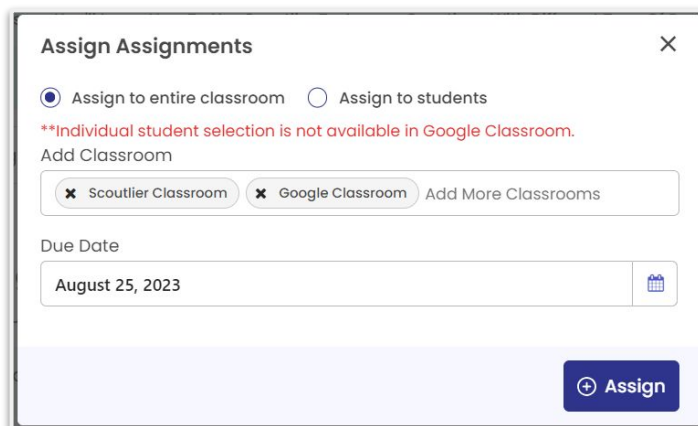 Assign Assignments
Assign to entire classroom Assign to students
**Individual student selection is not available in Google Classroom.
Add Classroom
Scoutlier Classroom Google Classroom Add More Classrooms
Due Date
August 25, 2023
Assign